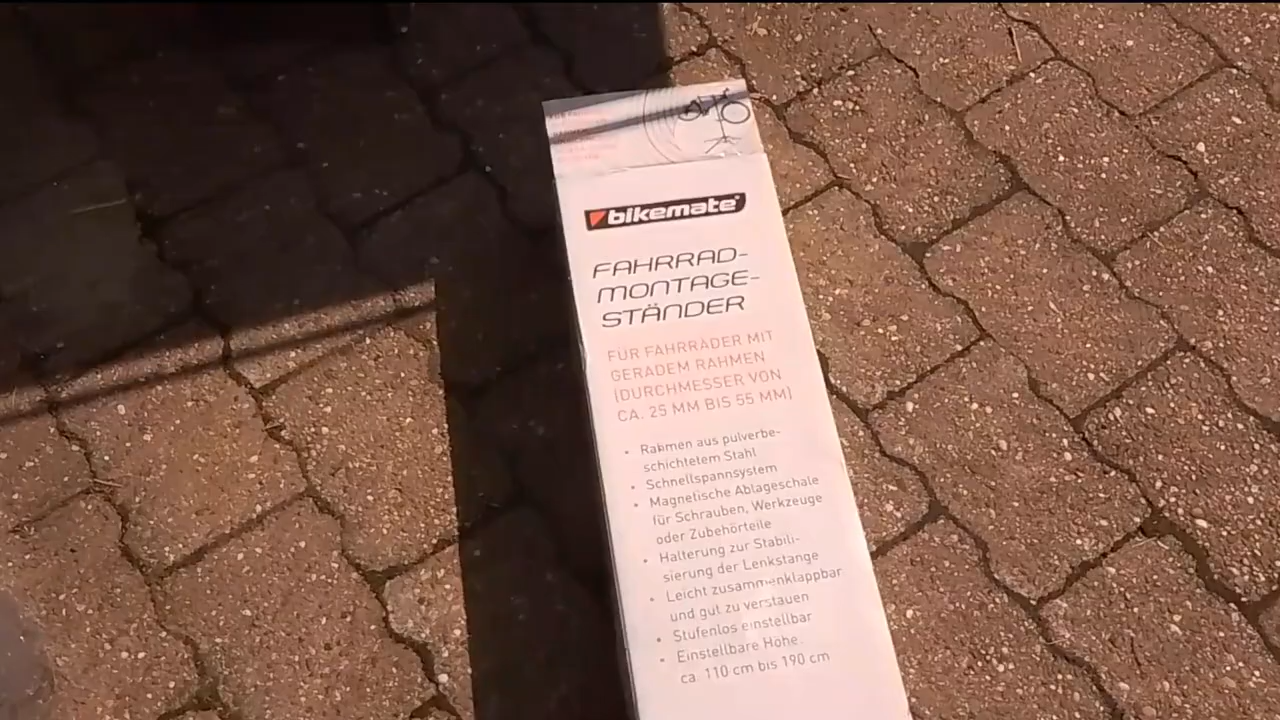 bikemate®
FAHRRAD-
MONTAGE-
STÄNDER
FÜR FAHRRÄDER MIT
GERADEM RAHMEN
(DURCHMESSER VON
CA. 25 MM BIS 55 MM)
• Rahmen aus pulverbe-
schichtetem Stahl
• Schnellspannsystem
• Magnetische Ablageschale
für Schrauben, Werkzeuge
oder Zubehörteile
• Halterung zur Stabili-
sierung der Lenkstange
• Leicht zusammenklappbar
und gut zu verstauen
• Stufenlos einstellbar
• Einstellbare Höhe:
ca. 110 cm bis 190 cm